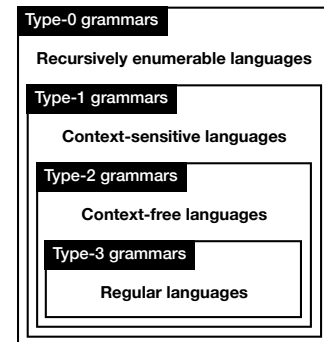 Type-0 grammars
Recursively enumerable languages
Type-1 grammars
Context-sensitive languages
Type-2 grammars
Context-free languages
Type-3 grammars
Regular languages